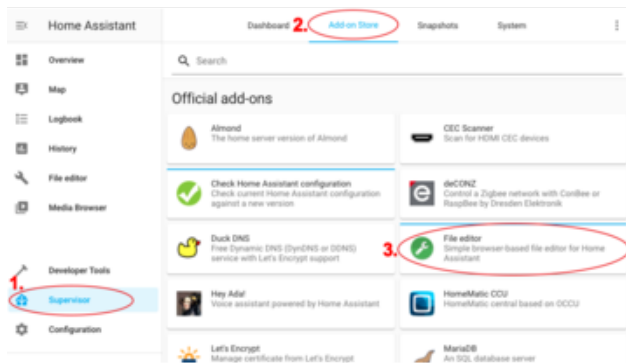 Home Assistant
Dashboard
2.
Add-on Store
Snapshots
System
Overview
Map
Logbook
History
File editor
Media Browser
Developer Tools
1.
Supervisor
Configuration
Search
Official add-ons
Almond
The home server version of Almond
CEC Scanner
Scan for HDMI CEC devices
Check Home Assistant configuration
Check current Home Assistant configuration
against a new version
deCONZ
Control a Zigbee network with ConBee or
RaspBee by Dresden Elektronik
Duck DNS
Free Dynamic DNS (DynDNS or DDNS)
service with Let's Encrypt support
3.
File editor
Simple browser-based file editor for Home
Assistant
Hey Ada!
Voice assistant powered by Home Assistant
HomeMatic CCU
HomeMatic central based on OCCU
Let's Encrypt
Manage certificate from Let's Encrypt
MariaDB
An SQL database server